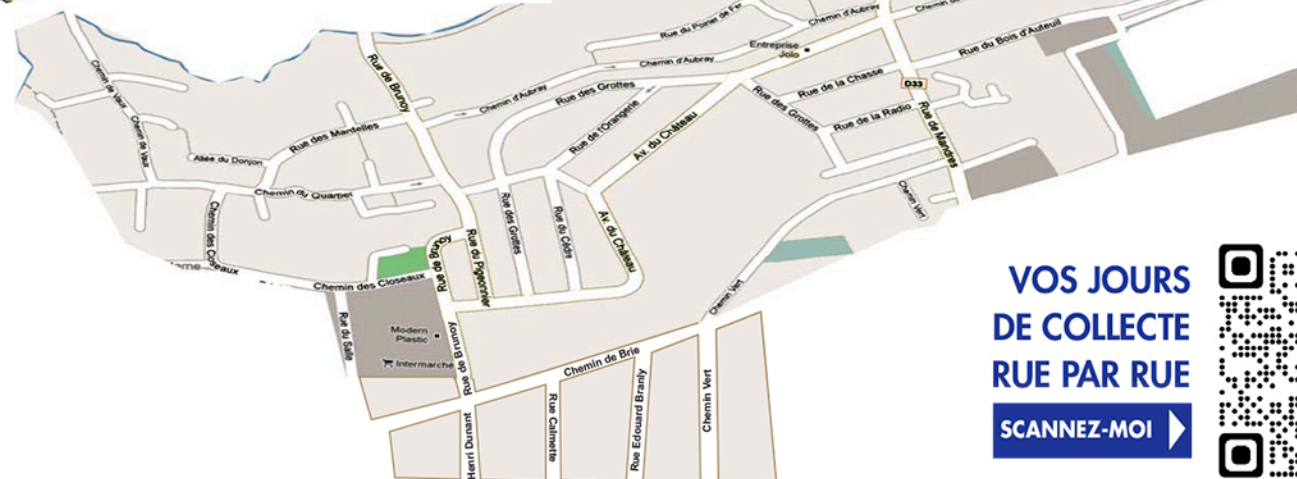 Rue du Poirier de Fer
Chemin d'Aubray
Entreprise
Jolo
Rue du Bois d'Auteuil
Chemin de Vaux
Rue de Brunoy
Chemin d'Aubray
Rue de la Chasse
D33
Chemin d'Aubray
Rue des Grottes
Rue des Grottes
Rue de la Radio
Rue de Mandres
Chemin de Vaux
Rue des Mardelles
Rue de l'Orangerie
Av. du Château
Allée du Donjon
Chemin du Quartier
Chemin Vert
Chemin des Closeaux
Rue des Grottes
Rue du Cèdre
Av. du Château
Rue de Brunoy
Rue du Pigeonnier
Chemin des Closeaux
Chemin Vert
Rue du Salle
Modern
Plastic
Intermarche
Rue de Brunoy
Chemin de Brie
Henri Dunant
Rue Calmette
Rue Edouard Branly
Chemin Vert
VOS JOURS
DE COLLECTE
RUE PAR RUE
SCANNEZ-MOI